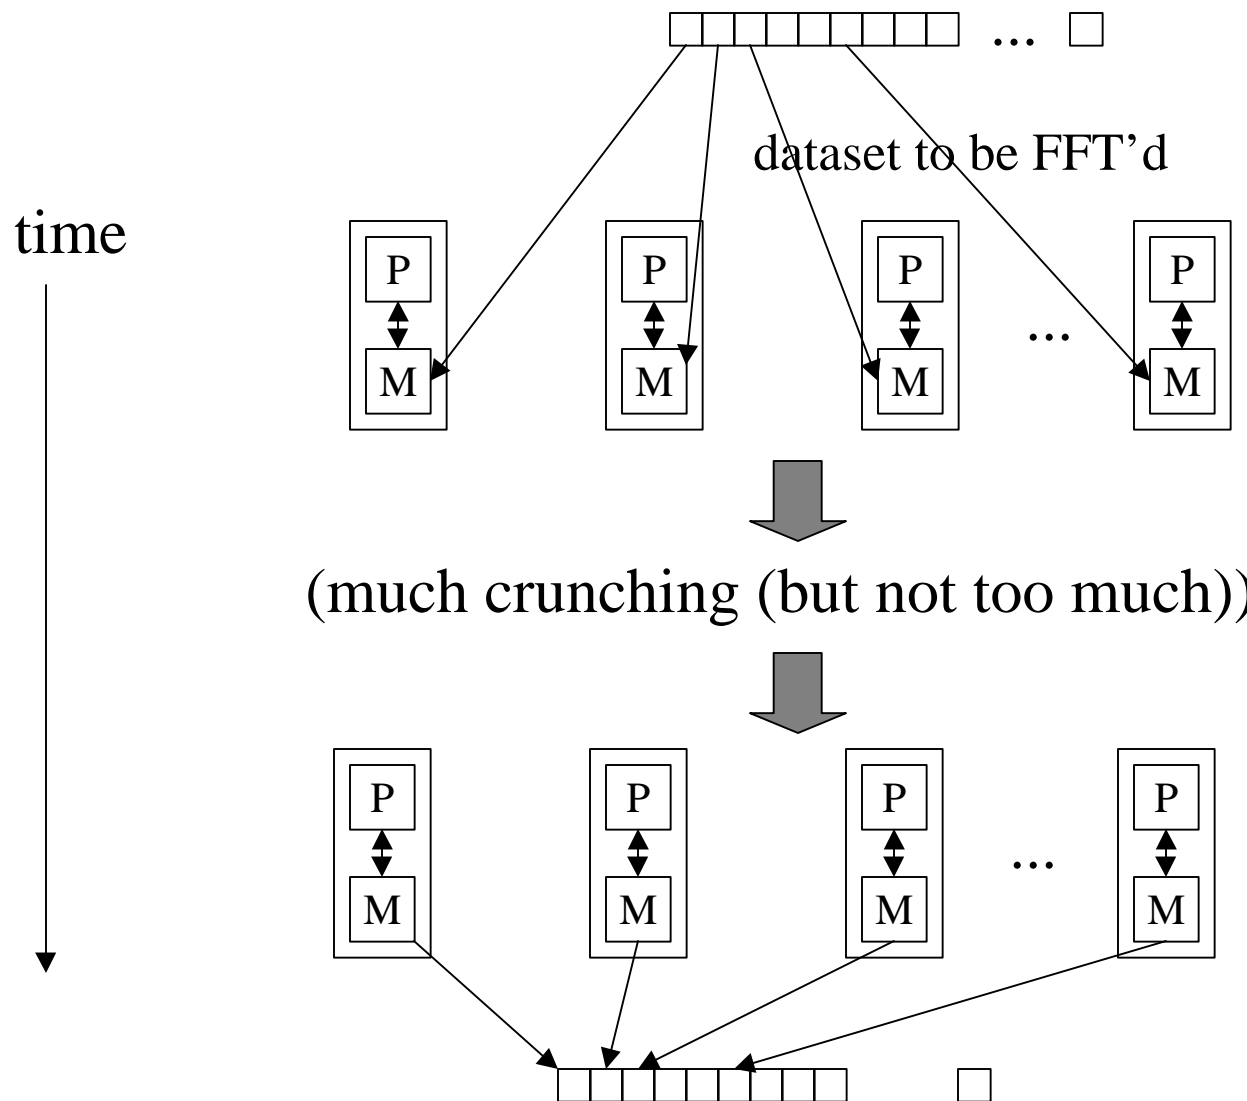 ...
dataset to be FFT’d
time
P P P P
...
M M M M
(much crunching (but not too much))
P P P P
...
M M M M